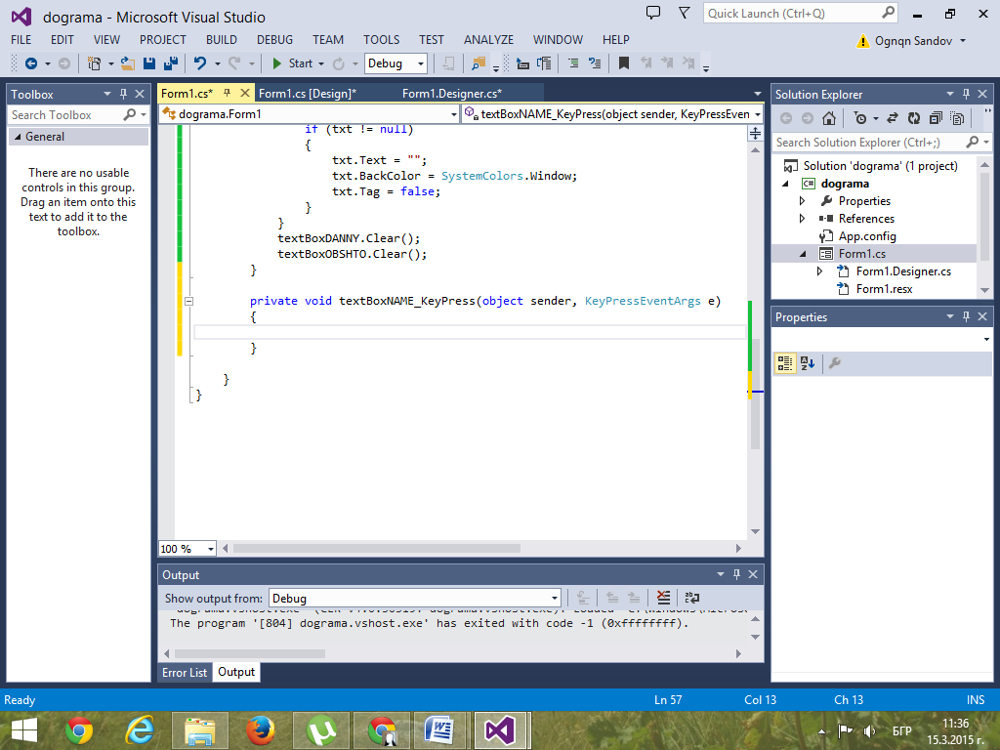 dograma - Microsoft Visual Studio
Quick Launch (Ctrl+Q)
FILE EDIT VIEW PROJECT BUILD DEBUG TEAM TOOLS TEST ANALYZE WINDOW HELP
Ognqn Sandov
Start
Debug
Toolbox
Search Toolbox
General
There are no usable
controls in this group.
Drag an item onto this
text to add it to the
toolbox.
Form1.cs*
Form1.cs [Design]*
Form1.Designer.cs*
dograma.Form1
textBoxNAME_KeyPress(object sender, KeyPressEven
if (txt != null)
{
txt.Text = "";
txt.BackColor = SystemColors.Window;
txt.Tag = false;
}
}
textBoxDANNY.Clear();
textBoxOBSHTO.Clear();
}
private void textBoxNAME_KeyPress(object sender, KeyPressEventArgs e)
{
}
}
}
100 %
Output
Show output from: Debug
The program '[804] dograma.vshost.exe' has exited with code -1 (0xffffffff).
Error List
Output
Solution Explorer
Search Solution Explorer (Ctrl+;)
Solution 'dograma' (1 project)
C# dograma
Properties
References
App.config
Form1.cs
Form1.Designer.cs
Form1.resx
Properties
Ready
Ln 57
Col 13
Ch 13
INS
БГР
11:36
15.3.2015 г.